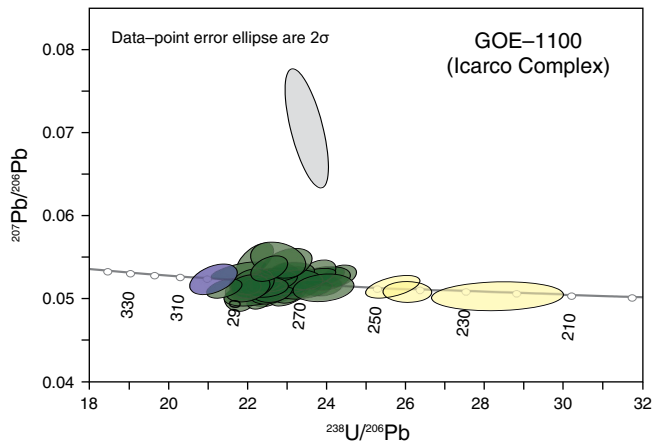 0.08
Data–point error ellipse are 2σ
GOE–1100
(Icarco Complex)
0.07
²⁰⁷Pb/²⁰⁶Pb
0.06
0.05
330
310
290
270
250
230
210
0.04
18 20 22 24 26 28 30 32
²³⁸U/²⁰⁶Pb